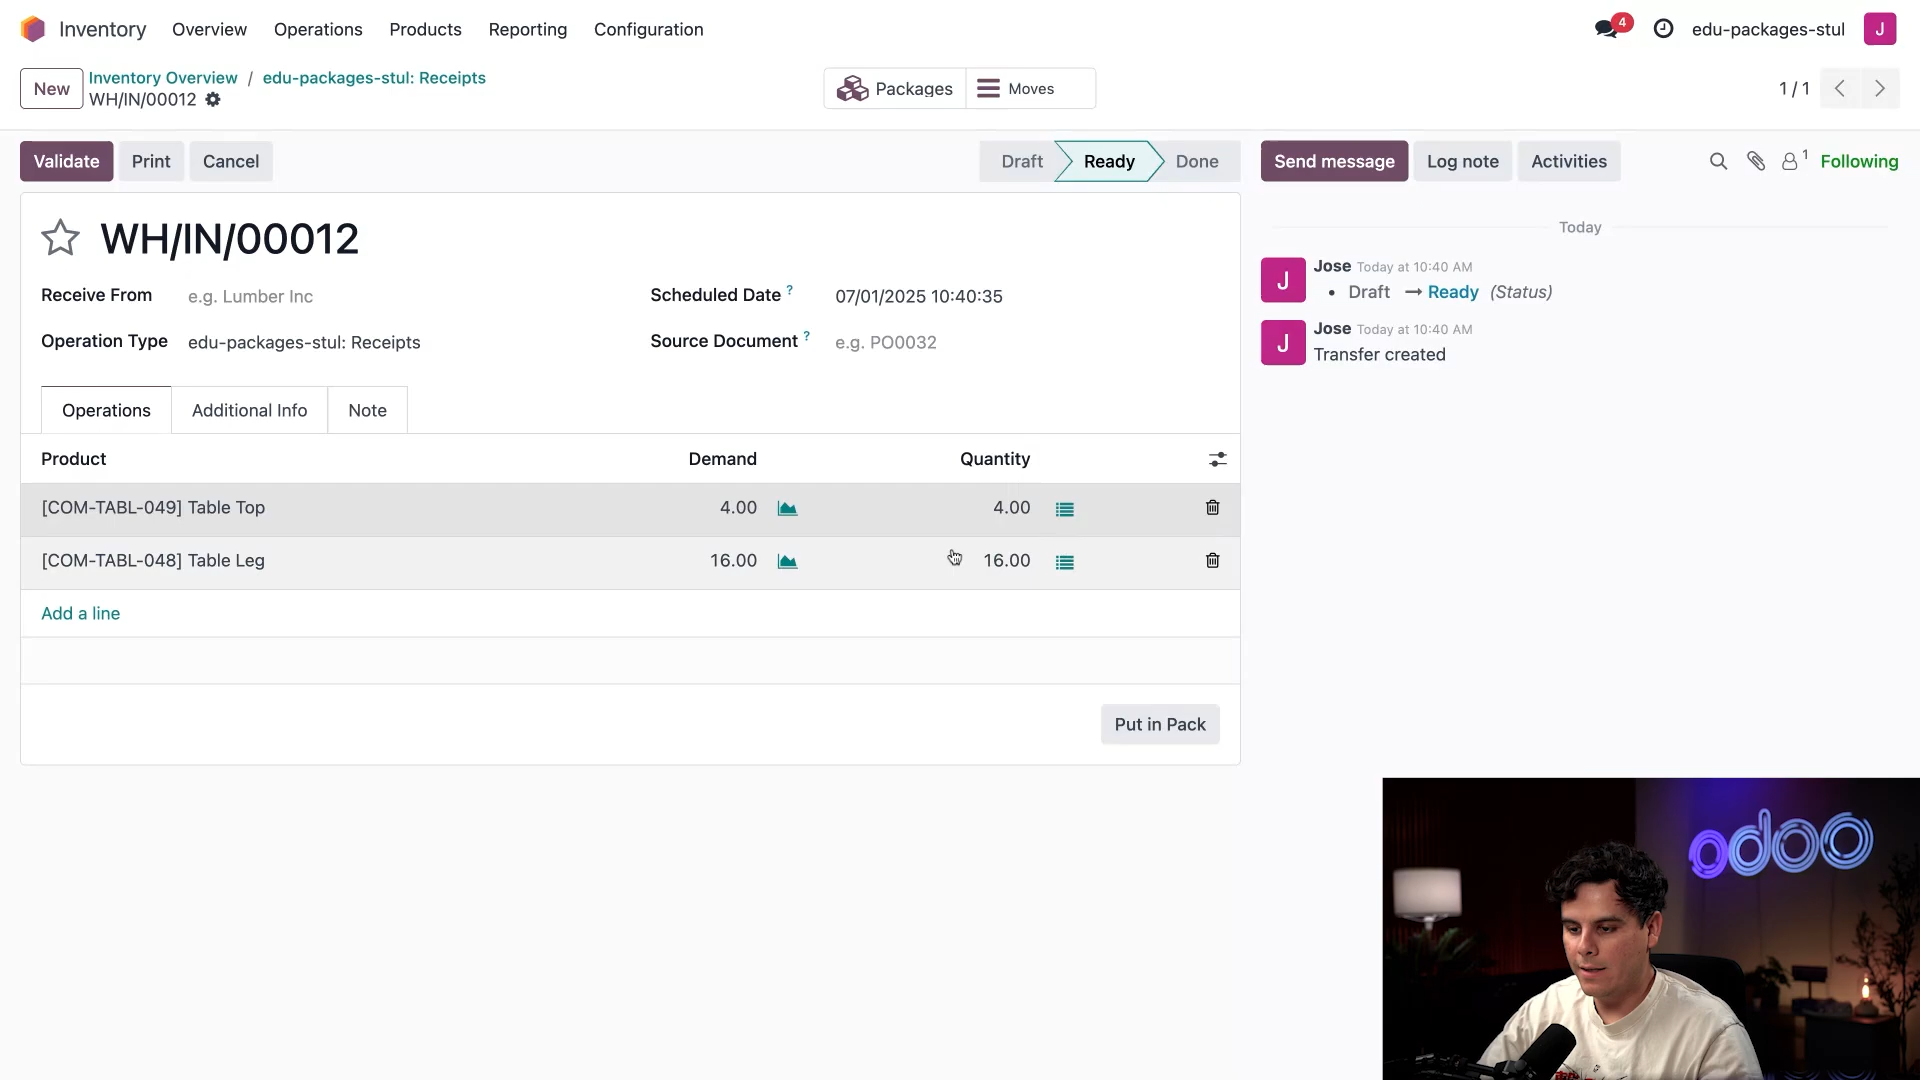 Inventory Overview Operations Products Reporting Configuration 4 edu-packages-stul J
New Inventory Overview / edu-packages-stul: Receipts
WH/IN/00012
Packages Moves 1 / 1
Validate Print Cancel Draft Ready Done Send message Log note Activities 1 Following
WH/IN/00012
Receive From e.g. Lumber Inc Scheduled Date ? 07/01/2025 10:40:35
Operation Type edu-packages-stul: Receipts Source Document ? e.g. PO0032
Operations Additional Info Note
Product Demand Quantity
[COM-TABL-049] Table Top 4.00 4.00
[COM-TABL-048] Table Leg 16.00 16.00
Add a line
Put in Pack
Today
J Jose Today at 10:40 AM
• Draft → Ready (Status)
J Jose Today at 10:40 AM
Transfer created
odoo